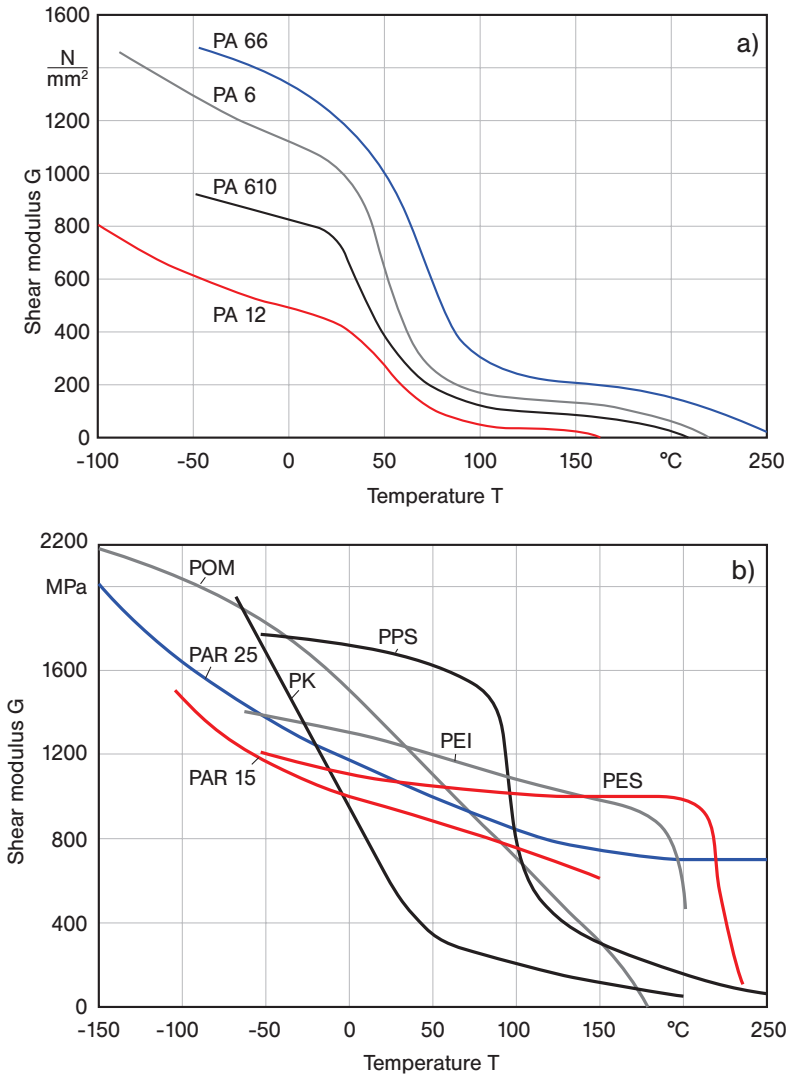 1600
a)
N
mm²
1200
1000
800
600
400
200
0
Shear modulus G
PA 66
PA 6
PA 610
PA 12
-100 -50 0 50 100 150 °C 250
Temperature T
2200
b)
MPa
1600
1200
800
400
0
Shear modulus G
POM
PAR 25
PK
PPS
PEI
PAR 15
PES
-150 -100 -50 0 50 100 150 °C 250
Temperature T